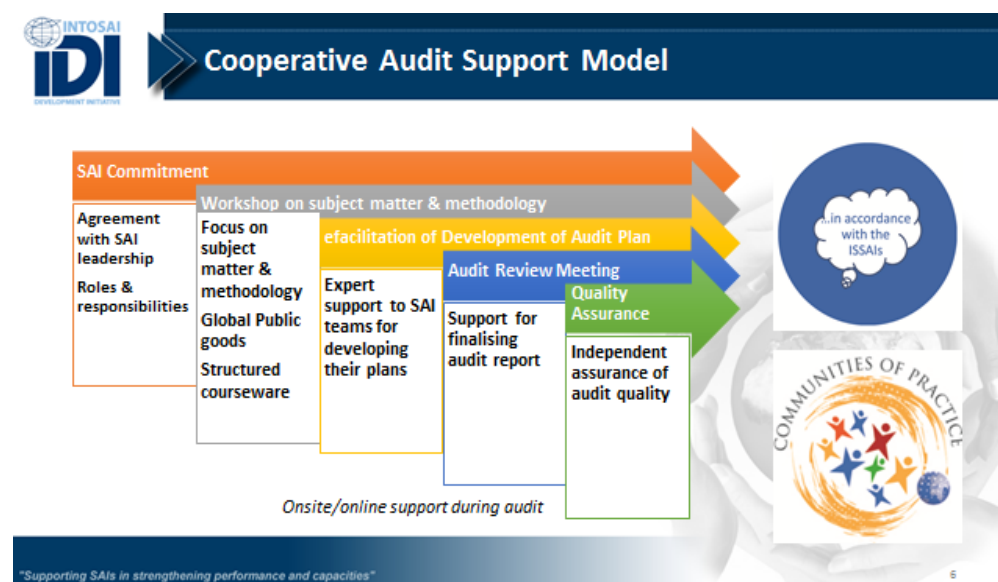 INTOSAI
IDI
DEVELOPMENT INITIATIVE
Cooperative Audit Support Model
SAI Commitment
Agreement
with SAI
leadership
Roles &
responsibilities
Workshop on subject matter & methodology
Focus on
subject
matter &
methodology
Global Public
goods
Structured
courseware
efacilitation of Development of Audit Plan
Expert
support to SAI
teams for
developing
their plans
Audit Review Meeting
Support for
finalising
audit report
Quality
Assurance
Independent
assurance of
audit quality
Onsite/online support during audit
...in accordance
with the
ISSAIs
COMMUNITIES OF PRACTICE
"Supporting SAIs in strengthening performance and capacities"
6